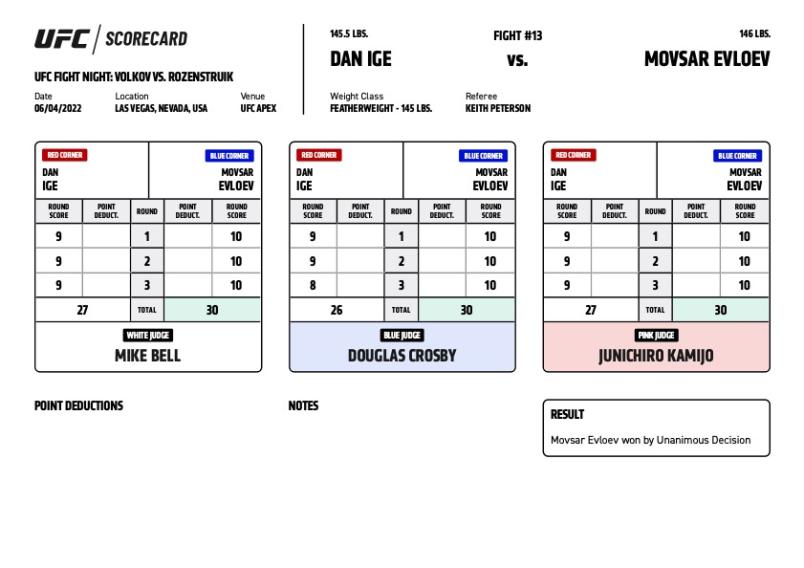 UFC / SCORECARD
UFC FIGHT NIGHT: VOLKOV VS. ROZENSTRUIK
Date Location Venue
06/04/2022 LAS VEGAS, NEVADA, USA UFC APEX
145.5 LBS. FIGHT #13 146 LBS.
DAN IGE vs. MOVSAR EVLOEV
Weight Class Referee
FEATHERWEIGHT - 145 LBS. KEITH PETERSON
RED CORNER BLUE CORNER
DAN MOVSAR
IGE EVLOEV
ROUND SCORE POINT DEDUCT. ROUND POINT DEDUCT. ROUND SCORE
9 1 10
9 2 10
9 3 10
27 TOTAL 30
WHITE JUDGE
MIKE BELL
RED CORNER BLUE CORNER
DAN MOVSAR
IGE EVLOEV
ROUND SCORE POINT DEDUCT. ROUND POINT DEDUCT. ROUND SCORE
9 1 10
9 2 10
8 3 10
26 TOTAL 30
BLUE JUDGE
DOUGLAS CROSBY
RED CORNER BLUE CORNER
DAN MOVSAR
IGE EVLOEV
ROUND SCORE POINT DEDUCT. ROUND POINT DEDUCT. ROUND SCORE
9 1 10
9 2 10
9 3 10
27 TOTAL 30
PINK JUDGE
JUNICHIRO KAMIJO
POINT DEDUCTIONS
NOTES
RESULT
Movsar Evloev won by Unanimous Decision